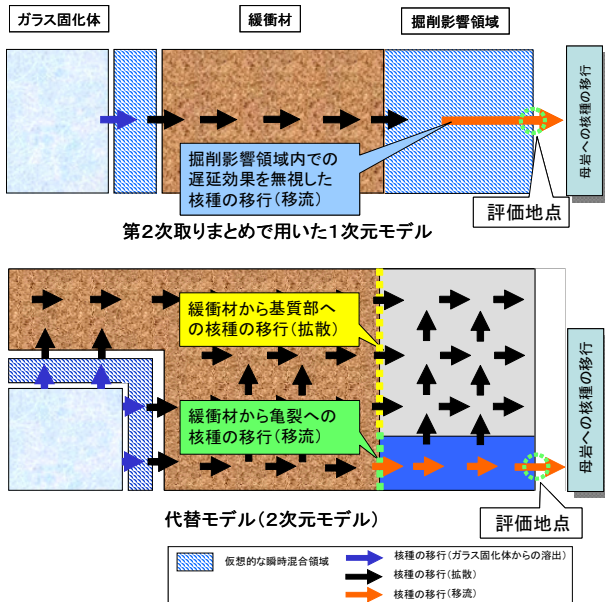 ガラス固化体
緩衝材
掘削影響領域
掘削影響領域内での
遅延効果を無視した
核種の移行(移流)
母岩への核種の移行
評価地点
第2次取りまとめで用いた1次元モデル
緩衝材から基質部へ
の核種の移行(拡散)
緩衝材から亀裂への
核種の移行(移流)
母岩への核種の移行
評価地点
代替モデル(2次元モデル)
仮想的な瞬時混合領域
核種の移行(ガラス固化体からの溶出)
核種の移行(拡散)
核種の移行(移流)